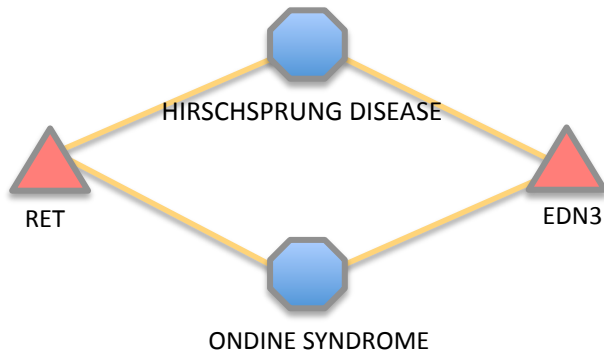 HIRSCHSPRUNG DISEASE
RET
EDN3
ONDINE SYNDROME